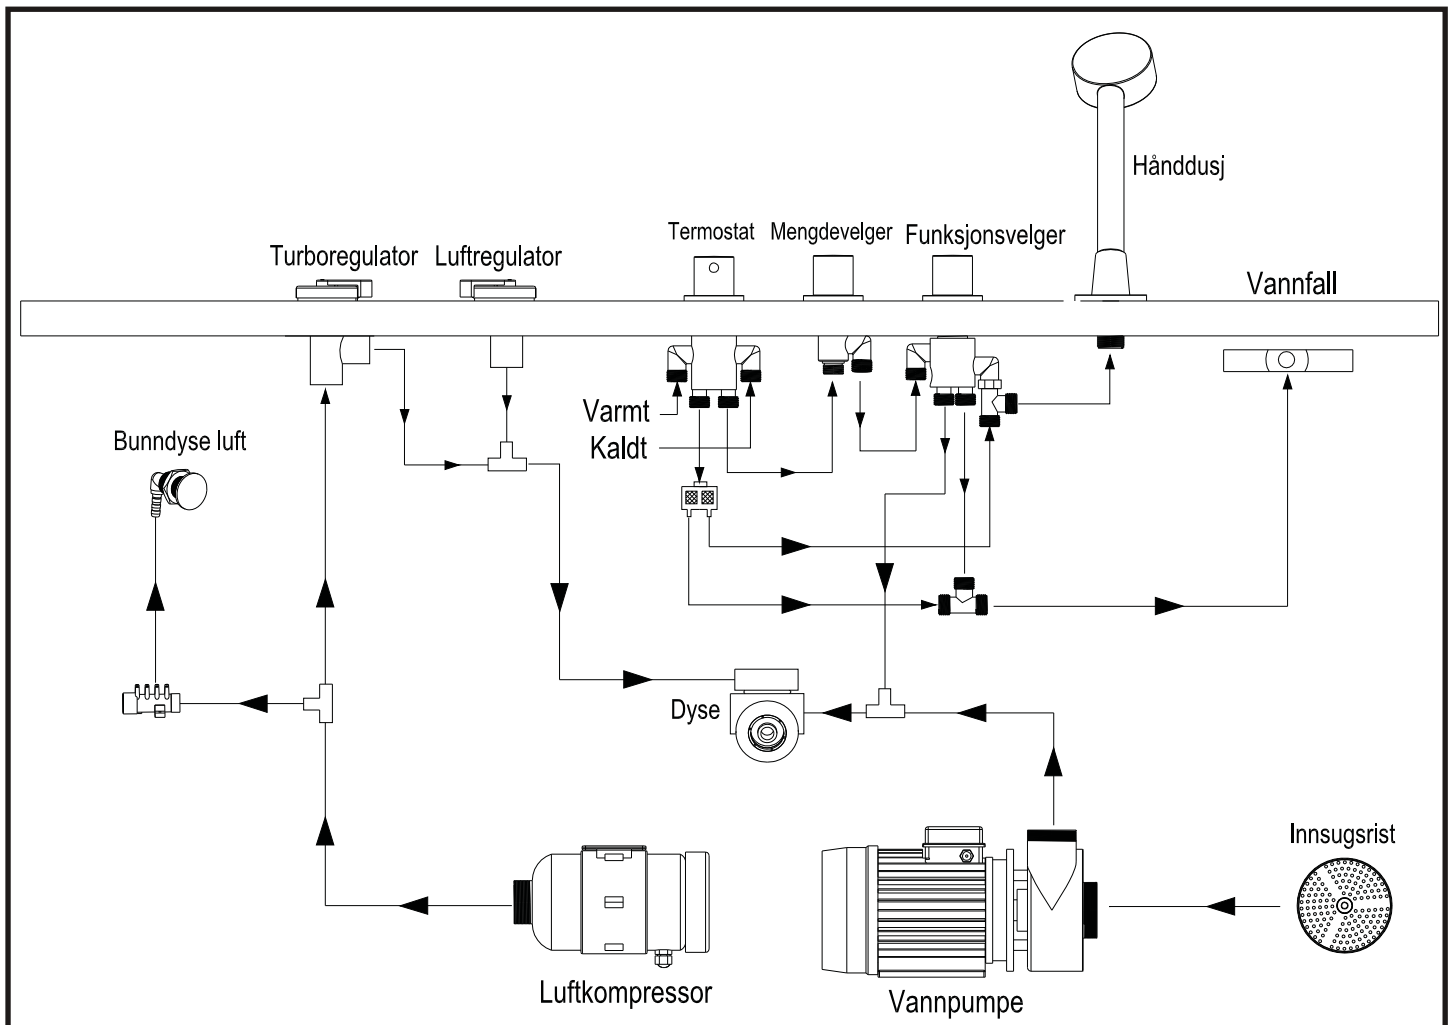 Hånddusj
Termostat
Mengdevelger
Funksjonsvelger
Turboregulator
Luftregulator
Vannfall
Varmt
Kaldt
Bunndyse luft
Dyse
Innsugsrist
Luftkompressor
Vannpumpe